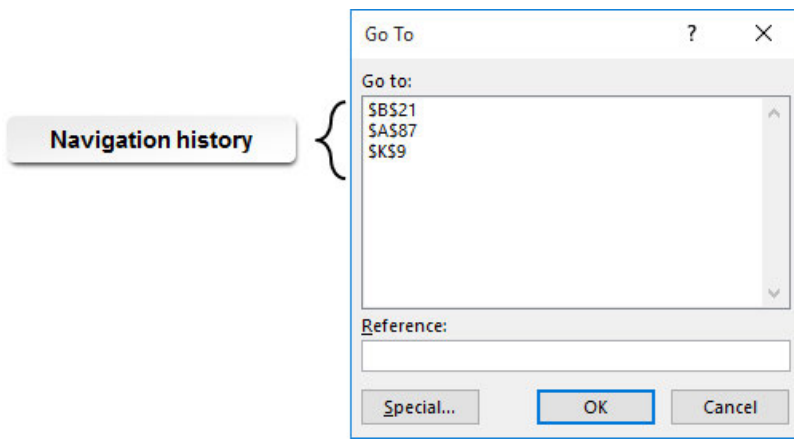 Go To
?
Go to:
$B$21
$A$87
$K$9
Navigation history
Reference:
Special...
OK
Cancel